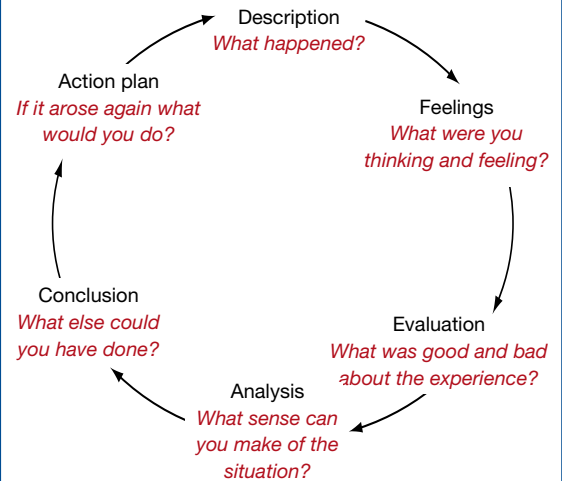 Description
What happened?
Feelings
What were you
thinking and feeling?
Evaluation
What was good and bad
about the experience?
Analysis
What sense can
you make of the
situation?
Conclusion
What else could
you have done?
Action plan
If it arose again what
would you do?